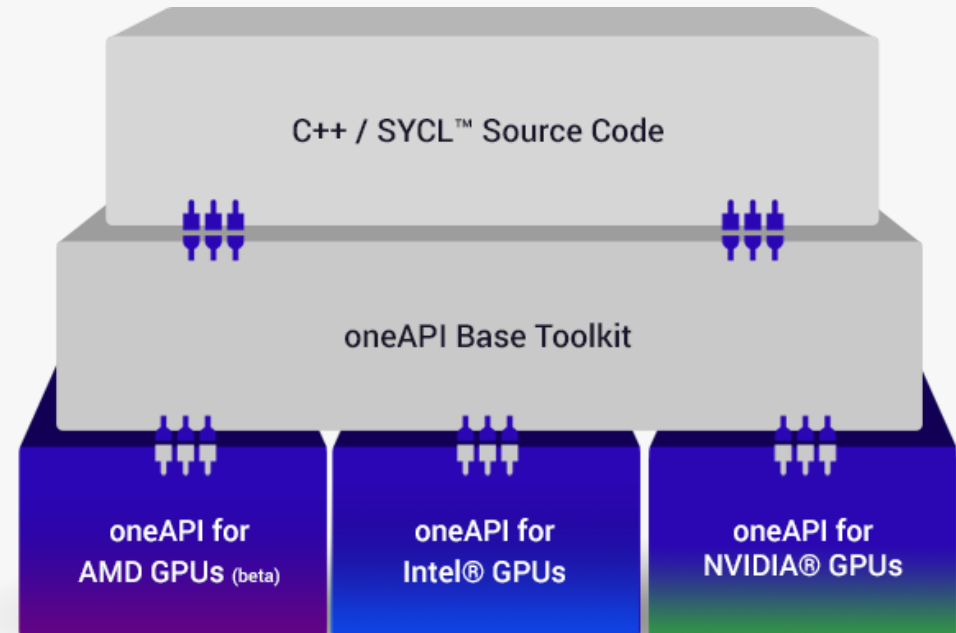 C++ / SYCL™ Source Code
oneAPI Base Toolkit
oneAPI for
AMD GPUs (beta)
oneAPI for
Intel® GPUs
oneAPI for
NVIDIA® GPUs